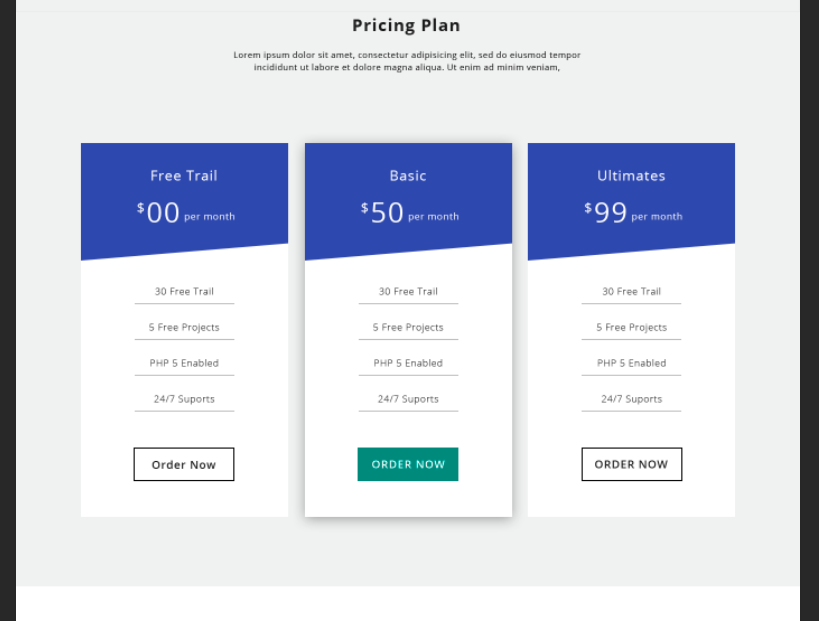 Pricing Plan
Lorem ipsum dolor sit amet, consectetur adipisicing elit, sed do eiusmod tempor
incididunt ut labore et dolore magna aliqua. Ut enim ad minim veniam,
Free Trail
$00 per month
30 Free Trail
5 Free Projects
PHP 5 Enabled
24/7 Suports
Order Now
Basic
$50 per month
30 Free Trail
5 Free Projects
PHP 5 Enabled
24/7 Suports
ORDER NOW
Ultimates
$99 per month
30 Free Trail
5 Free Projects
PHP 5 Enabled
24/7 Suports
ORDER NOW